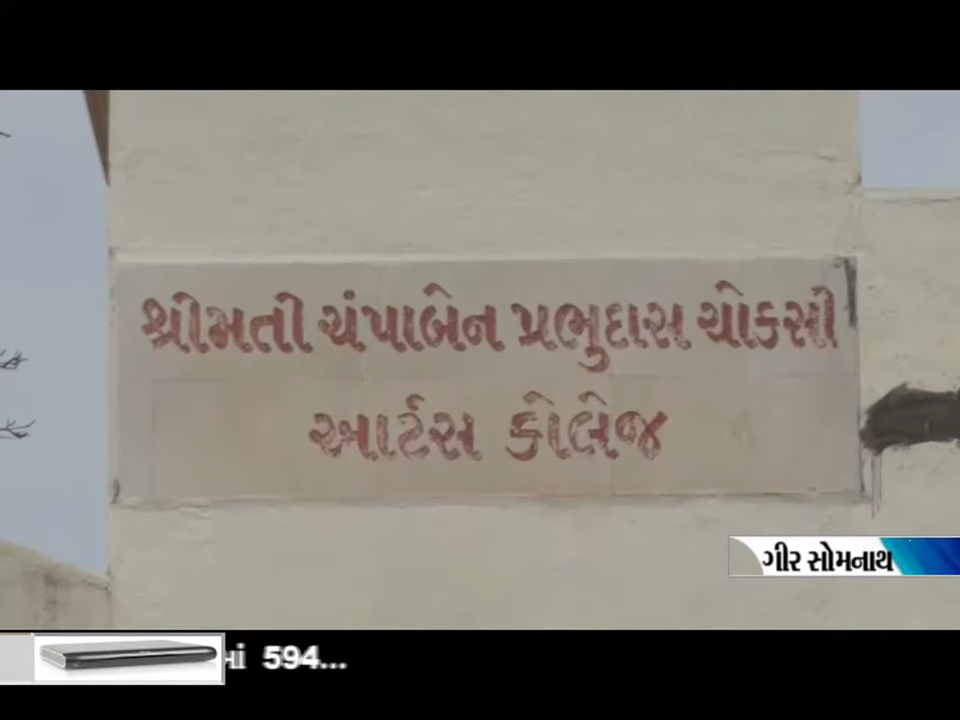 શ્રીમતી ચંપાબેન પ્રભુદાસ ચોકસી
આર્ટસ કોલેજ
ગીર સોમનાથ
594...